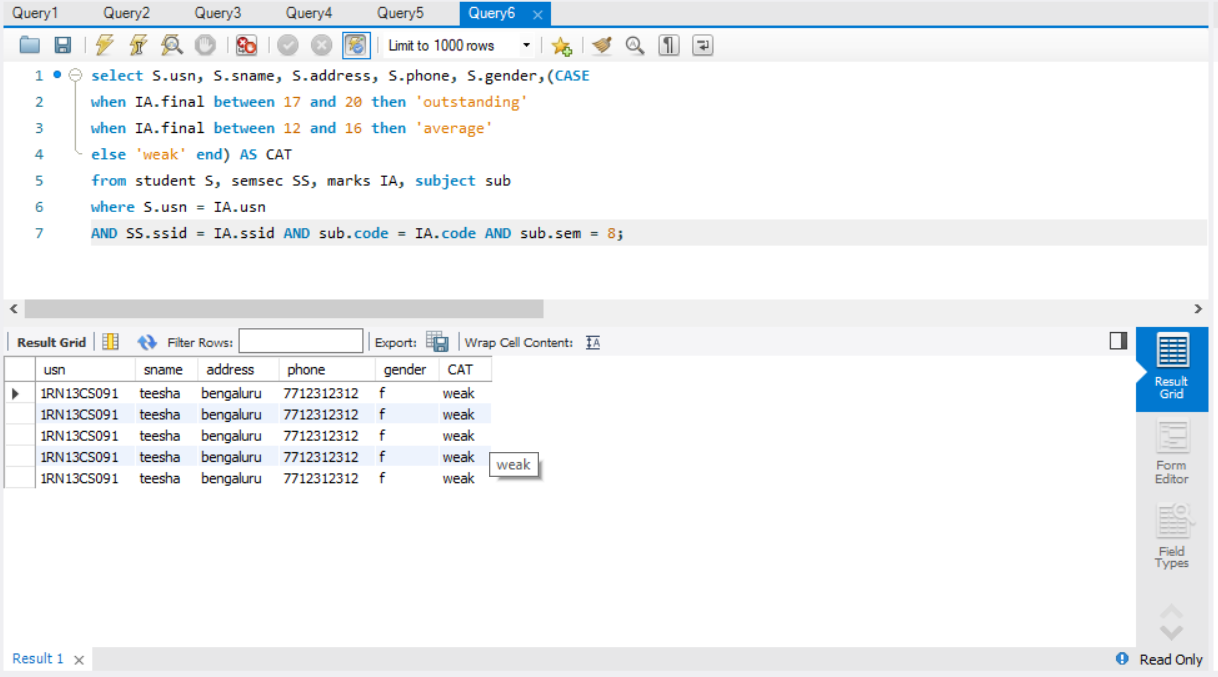 Query1 Query2 Query3 Query4 Query5 Query6
Limit to 1000 rows
1 select S.usn, S.sname, S.address, S.phone, S.gender,(CASE
2 when IA.final between 17 and 20 then 'outstanding'
3 when IA.final between 12 and 16 then 'average'
4 else 'weak' end) AS CAT
5 from student S, semsec SS, marks IA, subject sub
6 where S.usn = IA.usn
7 AND SS.ssid = IA.ssid AND sub.code = IA.code AND sub.sem = 8;
Result Grid Filter Rows: Export: Wrap Cell Content: IA
usn sname address phone gender CAT
1RN13CS091 teesha bengaluru 7712312312 f weak
1RN13CS091 teesha bengaluru 7712312312 f weak
1RN13CS091 teesha bengaluru 7712312312 f weak
1RN13CS091 teesha bengaluru 7712312312 f weak
weak
1RN13CS091 teesha bengaluru 7712312312 f weak
Result
Grid
Form
Editor
Field
Types
Result 1
Read Only